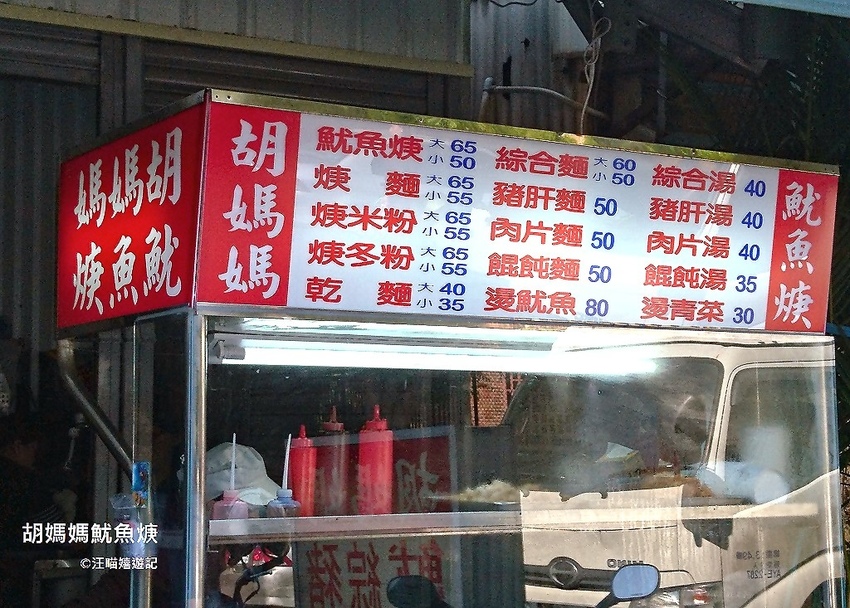 媽媽胡
焿魚魷
胡媽媽
魷魚焿 大 65 小 50
焿 麵 大 65 小 55
焿米粉 大 65 小 55
焿冬粉 大 65 小 55
乾 麵 大 40 小 35
綜合麵 大 60 小 50
豬肝麵 50
肉片麵 50
餛飩麵 50
燙魷魚 80
綜合湯 40
豬肝湯 40
肉片湯 40
餛飩湯 35
燙青菜 30
魷魚焿
胡媽媽魷魚焿
©汪喵嬉遊記